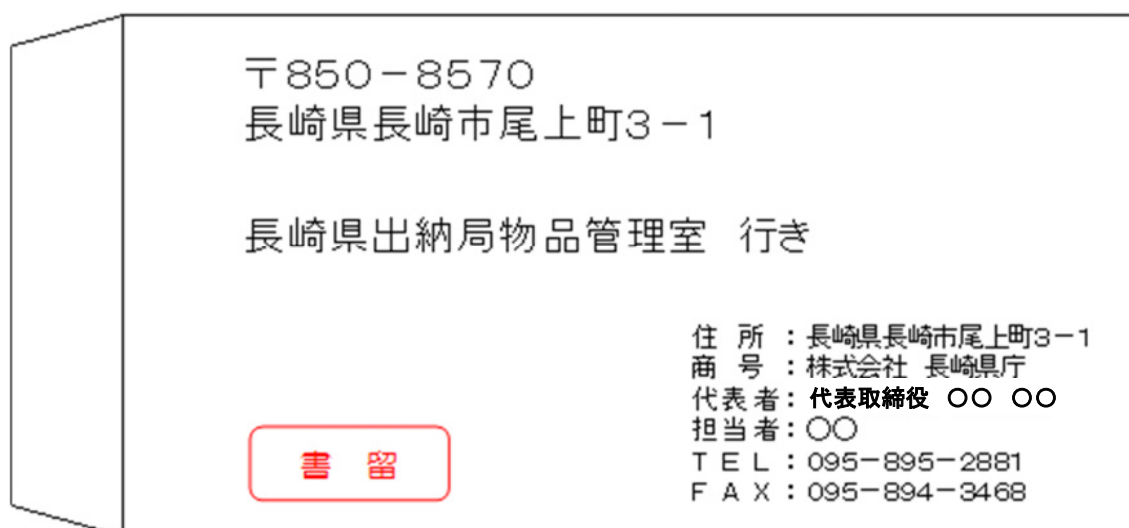 〒850－8570
長崎県長崎市尾上町3－1
長崎県出納局物品管理室　行き
住　所　：長崎県長崎市尾上町3－1
商　号　：株式会社　長崎県庁
代表者：代表取締役　〇〇　〇〇
担当者：〇〇
ＴＥＬ：095－895－2881
ＦＡＸ：095－894－3468
書　留